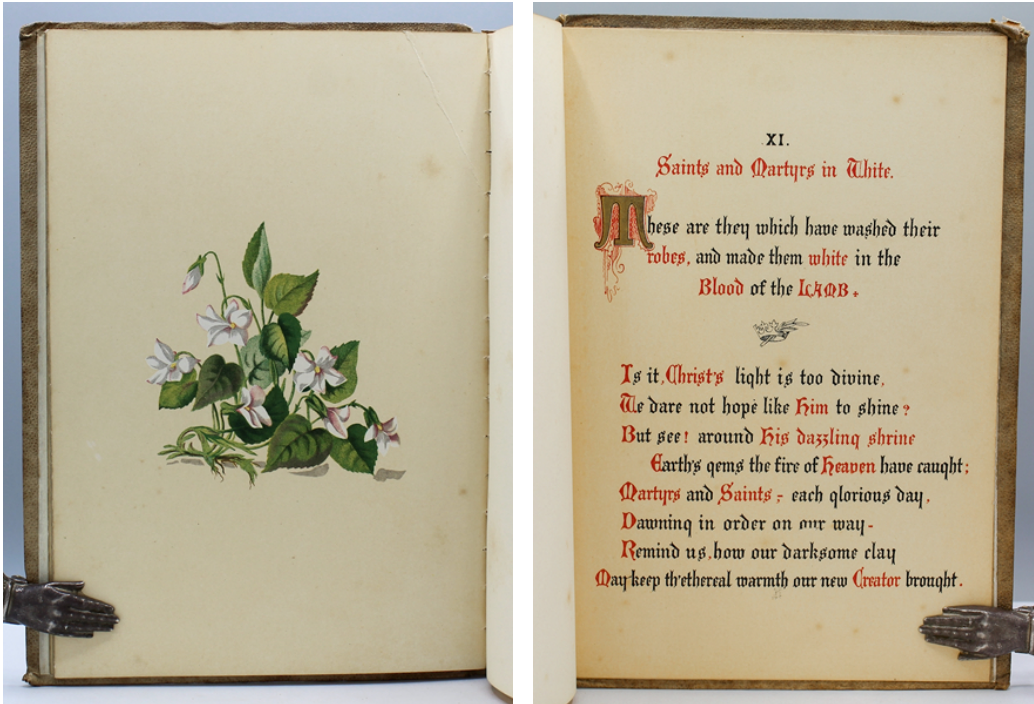 XI.
Saints and Martyrs in White.
These are they which have washed their
robes, and made them white in the
Blood of the LAMB.
Is it, Christ's light is too divine,
We dare not hope like Him to shine?
But see! around His dazzling shrine
Earth's gems the fire of Heaven have caught;
Martyrs and Saints,- each glorious day,
Dawning in order on our way-
Remind us, how our darksome clay
May keep th'ethereal warmth our new Creator brought.